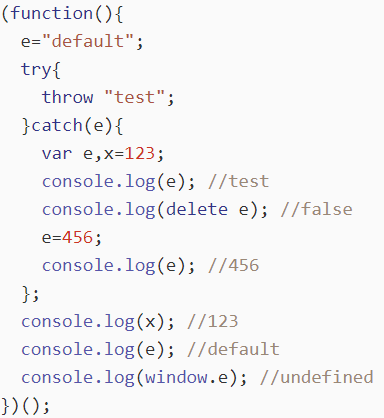 (function(){
  e="default";
  try{
    throw "test";
  }catch(e){
    var e,x=123;
    console.log(e); //test
    console.log(delete e); //false
    e=456;
    console.log(e); //456
  };
  console.log(x); //123
  console.log(e); //default
  console.log(window.e); //undefined
})();